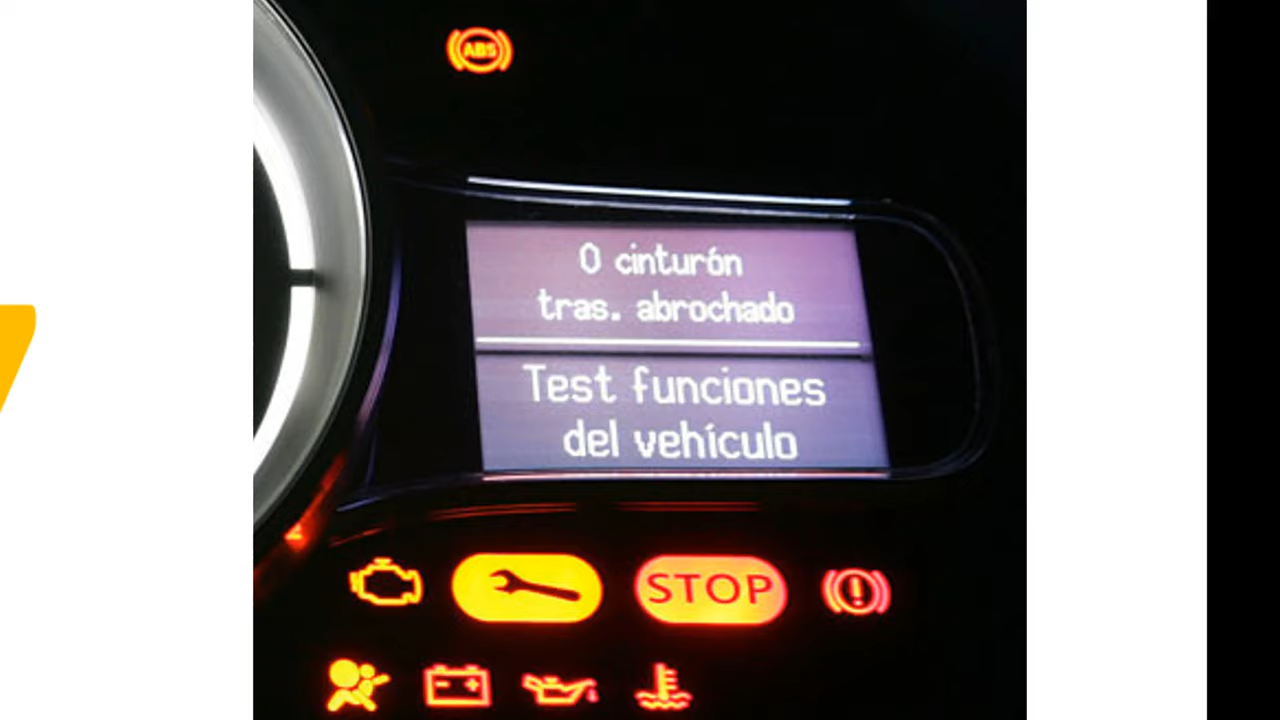 ABS
0 cinturón
tras. abrochado
Test funciones
del vehículo
STOP